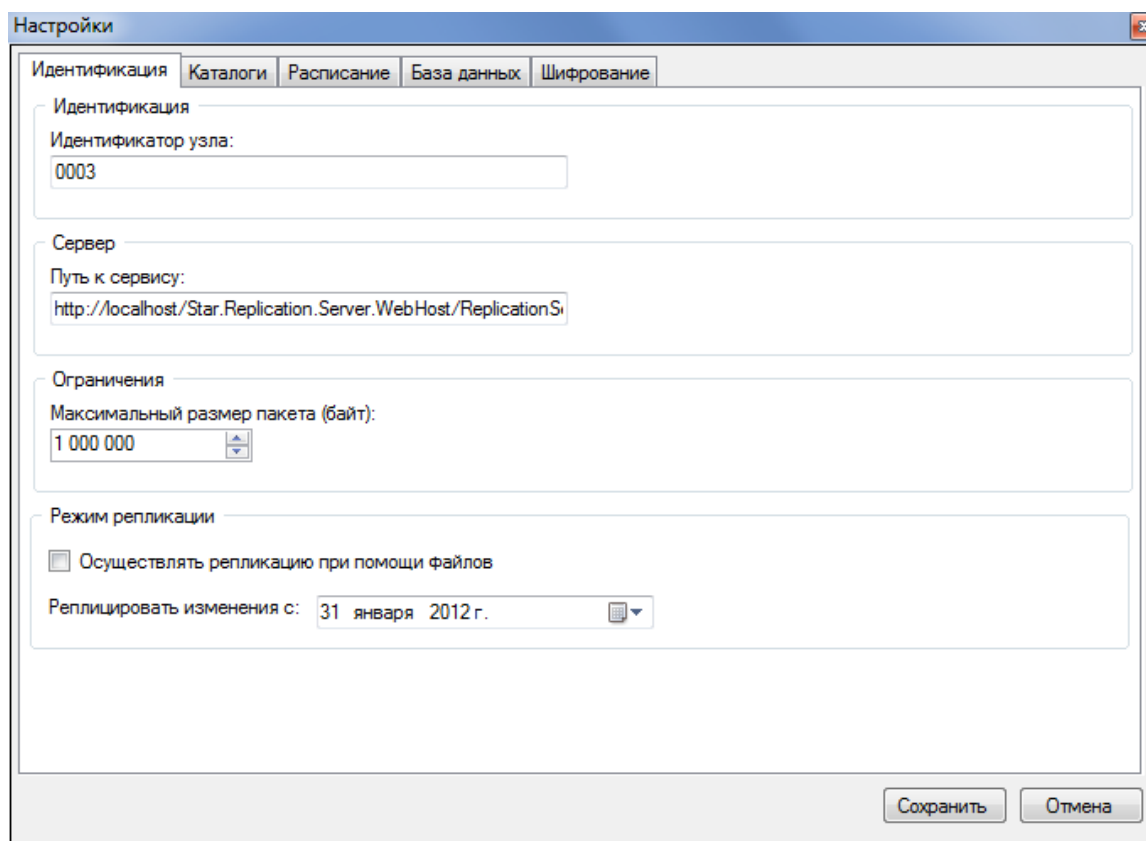 Настройки
Идентификация Каталоги Расписание База данных Шифрование
Идентификация
Идентификатор узла:
0003
Сервер
Путь к сервису:
http://localhost/Star.Replication.Server.WebHost/ReplicationSe
Ограничения
Максимальный размер пакета (байт):
1 000 000
Режим репликации
Осуществлять репликацию при помощи файлов
Реплицировать изменения с: 31 января 2012 г.
Сохранить Отмена